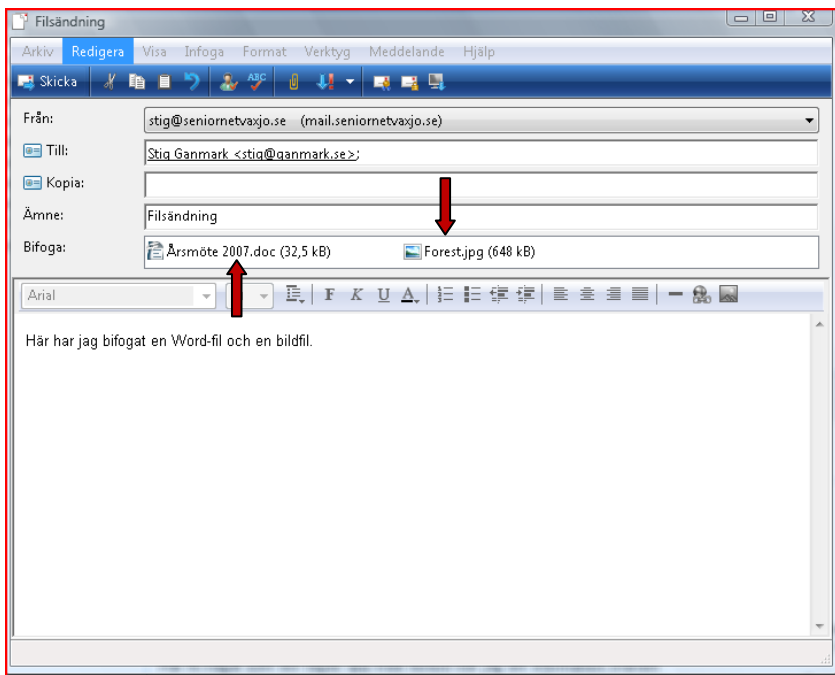 Filsändning
Arkiv Redigera Visa Infoga Format Verktyg Meddelande Hjälp
Skicka ABC
Från: stig@seniornetvaxjo.se (mail.seniornetvaxjo.se)
Till: Stig Ganmark <stig@ganmark.se>;
Kopia:
Ämne: Filsändning
Bifoga: Årsmöte 2007.doc (32,5 kB) Forest.jpg (648 kB)
Arial F K U A
Här har jag bifogat en Word-fil och en bildfil.